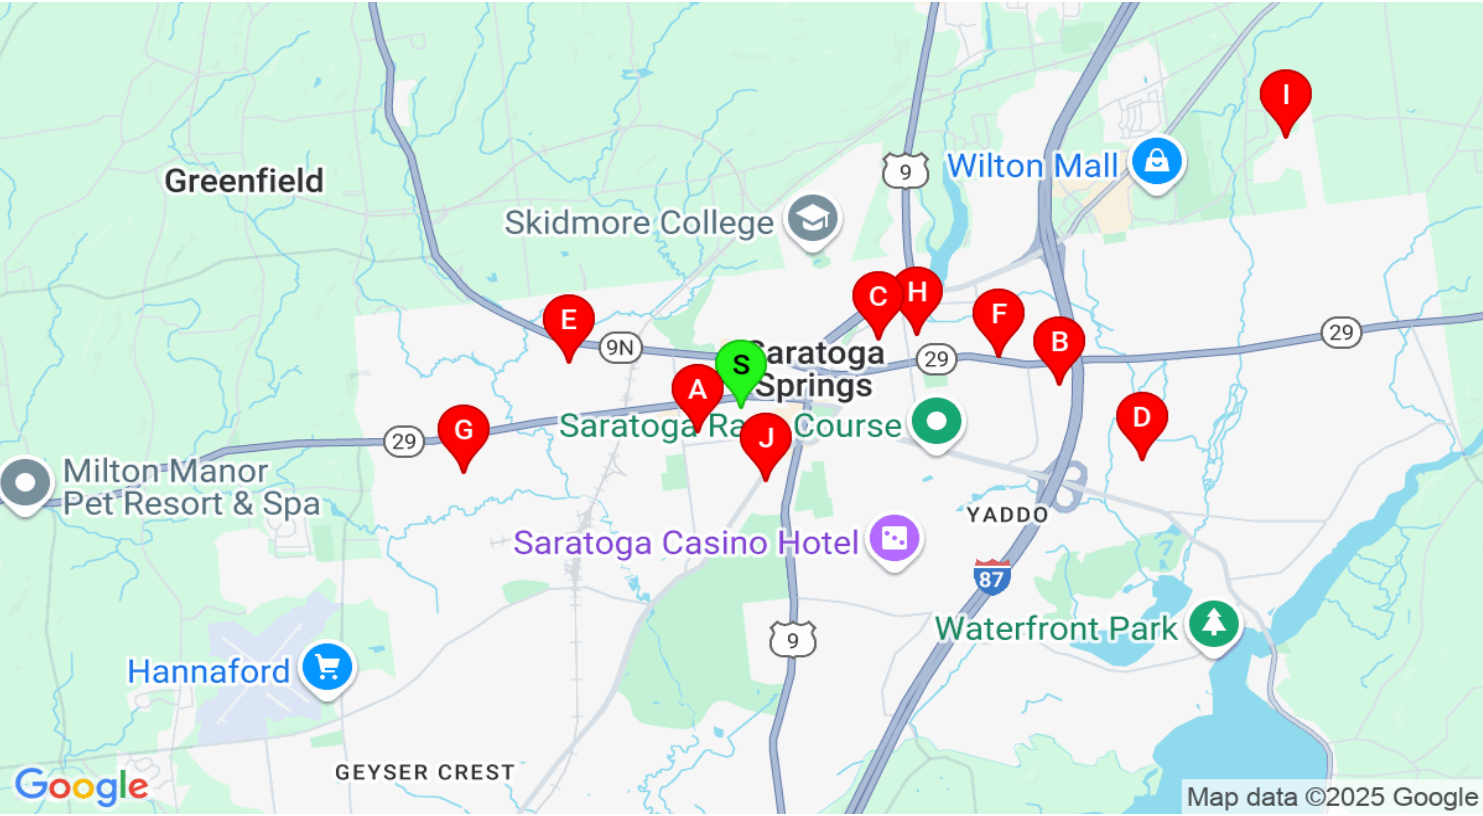 I
Wilton Mall
9
Greenfield
Skidmore College
C
H
E
F
9N
B
29
S
Saratoga
Springs
29
A
D
Saratoga Race Course
J
G
29
Milton Manor
Pet Resort & Spa
YADDO
Saratoga Casino Hotel
87
Waterfront Park
9
Hannaford
GEYSER CREST
Google
Map data ©2025 Google